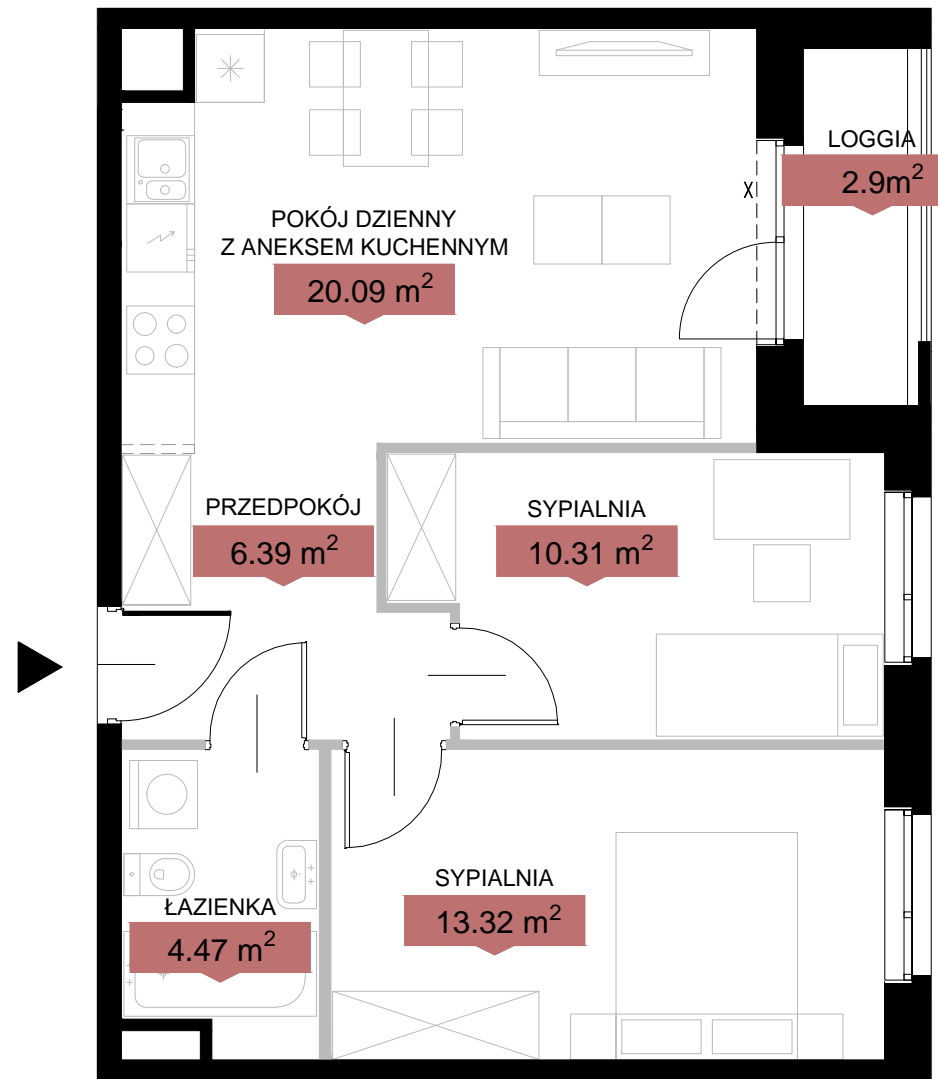 LOGGIA
2.9m²
POKÓJ DZIENNY
Z ANEKSEM KUCHENNYM
20.09 m²
X
PRZEDPOKÓJ
6.39 m²
SYPIALNIA
10.31 m²
SYPIALNIA
13.32 m²
ŁAZIENKA
4.47 m²